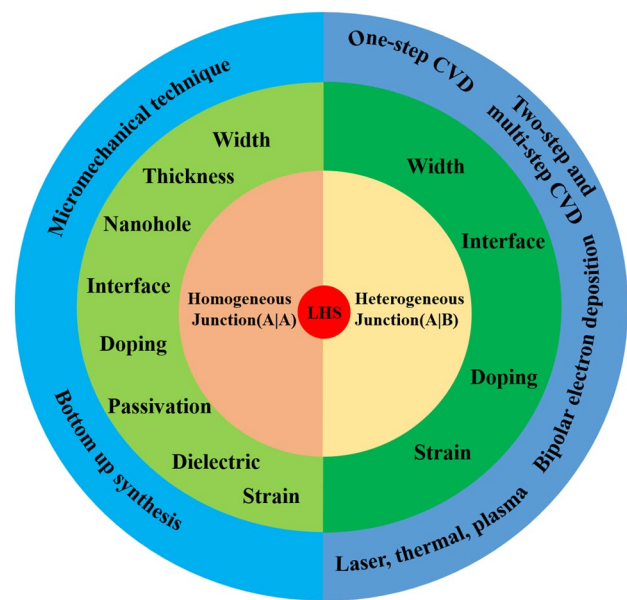 Micromechanical technique
Bottom up synthesis
One-step CVD
Two-step and
multi-step CVD
Bipolar electron deposition
Laser, thermal, plasma
Width
Thickness
Nanohole
Interface
Doping
Passivation
Dielectric
Strain
Width
Interface
Doping
Strain
Homogeneous
Junction(A|A)
LHS
Heterogeneous
Junction(A|B)